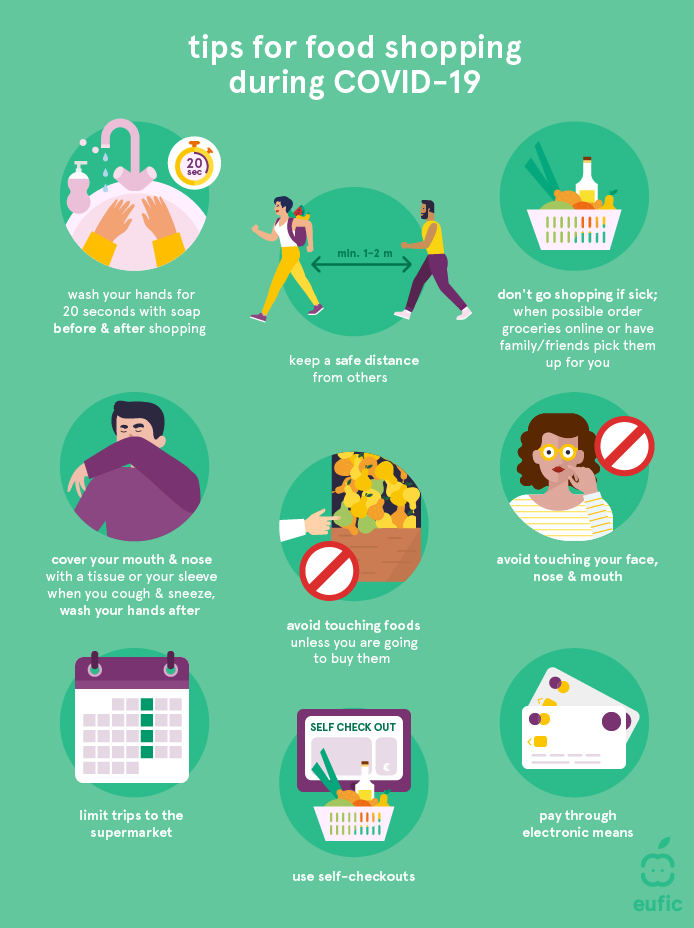 tips for food shopping
during COVID-19
20
sec
wash your hands for
20 seconds with soap
before & after shopping
min. 1-2 m
keep a safe distance
from others
don't go shopping if sick;
when possible order
groceries online or have
family/friends pick them
up for you
cover your mouth & nose
with a tissue or your sleeve
when you cough & sneeze,
wash your hands after
avoid touching foods
unless you are going
to buy them
avoid touching your face,
nose & mouth
limit trips to the
supermarket
SELF CHECK OUT
€
use self-checkouts
pay through
electronic means
eufic